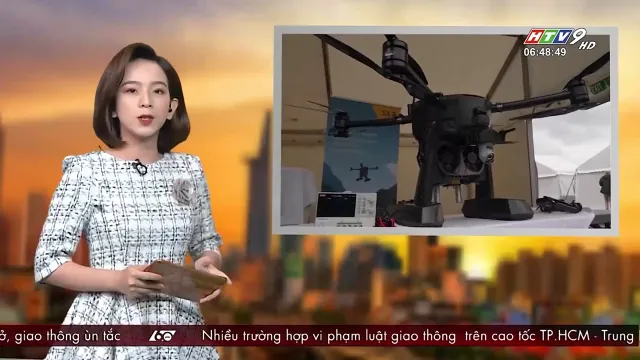 HTV9 HD
06:48:49
ở, giao thông ùn tắc 60 Nhiều trường hợp vi phạm luật giao thông trên cao tốc TP.HCM - Trung